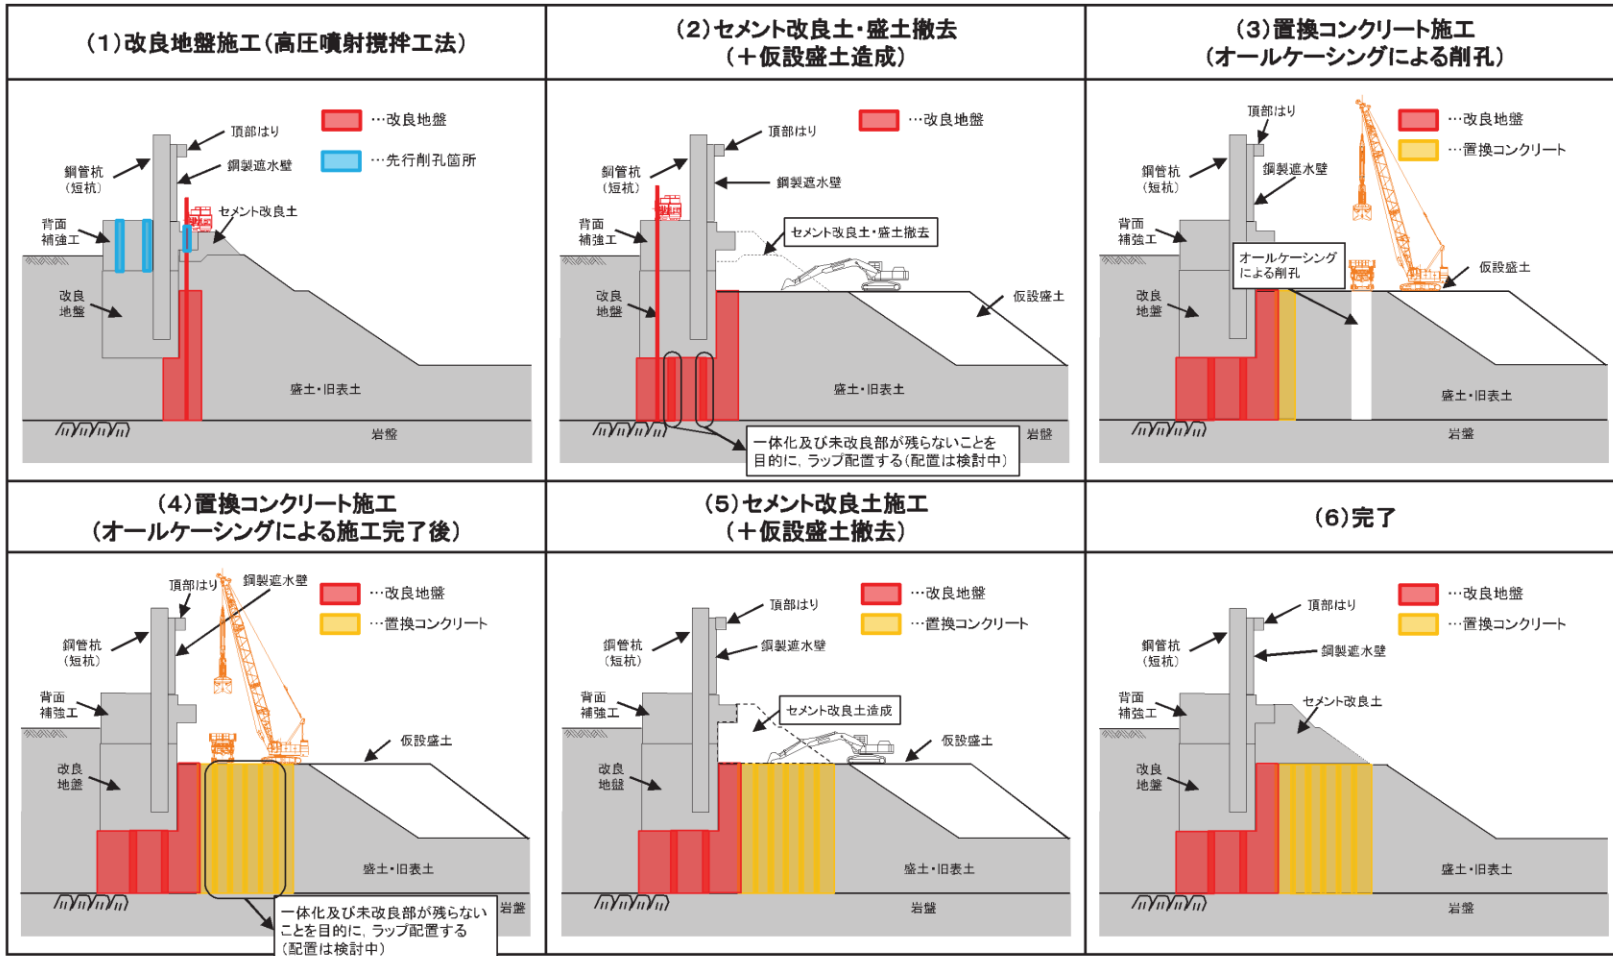 (1)改良地盤施工(高圧噴射撹拌工法)
…改良地盤
…先行削孔箇所
頂部はり
鋼管杭
(短杭)
鋼製遮水壁
セメント改良土
背面
補強工
改良
地盤
盛土・旧表土
岩盤
(2)セメント改良土・盛土撤去
(+仮設盛土造成)
…改良地盤
頂部はり
鋼管杭
(短杭)
鋼製遮水壁
背面
補強工
セメント改良土・盛土撤去
改良
地盤
仮設盛土
盛土・旧表土
岩盤
一体化及び未改良部が残らないことを
目的に、ラップ配置する(配置は検討中)
(3)置換コンクリート施工
(オールケーシングによる削孔)
頂部はり
…改良地盤
…置換コンクリート
鋼管杭
(短杭)
鋼製遮水壁
背面
補強工
オールケーシング
による削孔
仮設盛土
改良
地盤
盛土・旧表土
岩盤
(4)置換コンクリート施工
(オールケーシングによる施工完了後)
頂部はり
鋼製遮水壁
…改良地盤
…置換コンクリート
鋼管杭
(短杭)
背面
補強工
仮設盛土
改良
地盤
盛土・旧表土
岩盤
一体化及び未改良部が残らない
ことを目的に、ラップ配置する
(配置は検討中)
(5)セメント改良土施工
(+仮設盛土撤去)
…改良地盤
…置換コンクリート
頂部はり
鋼管杭
(短杭)
鋼製遮水壁
背面
補強工
セメント改良土造成
仮設盛土
改良
地盤
盛土・旧表土
岩盤
(6)完了
…改良地盤
…置換コンクリート
頂部はり
鋼管杭
(短杭)
鋼製遮水壁
背面
補強工
セメント改良土
改良
地盤
盛土・旧表土
岩盤